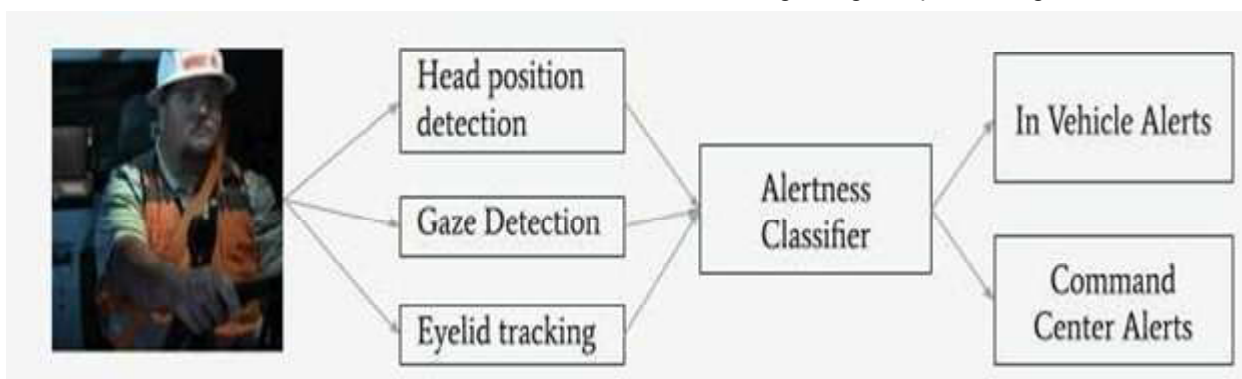 Head position
detection
Gaze Detection
Eyelid tracking
Alertness
Classifier
In Vehicle Alerts
Command
Center Alerts